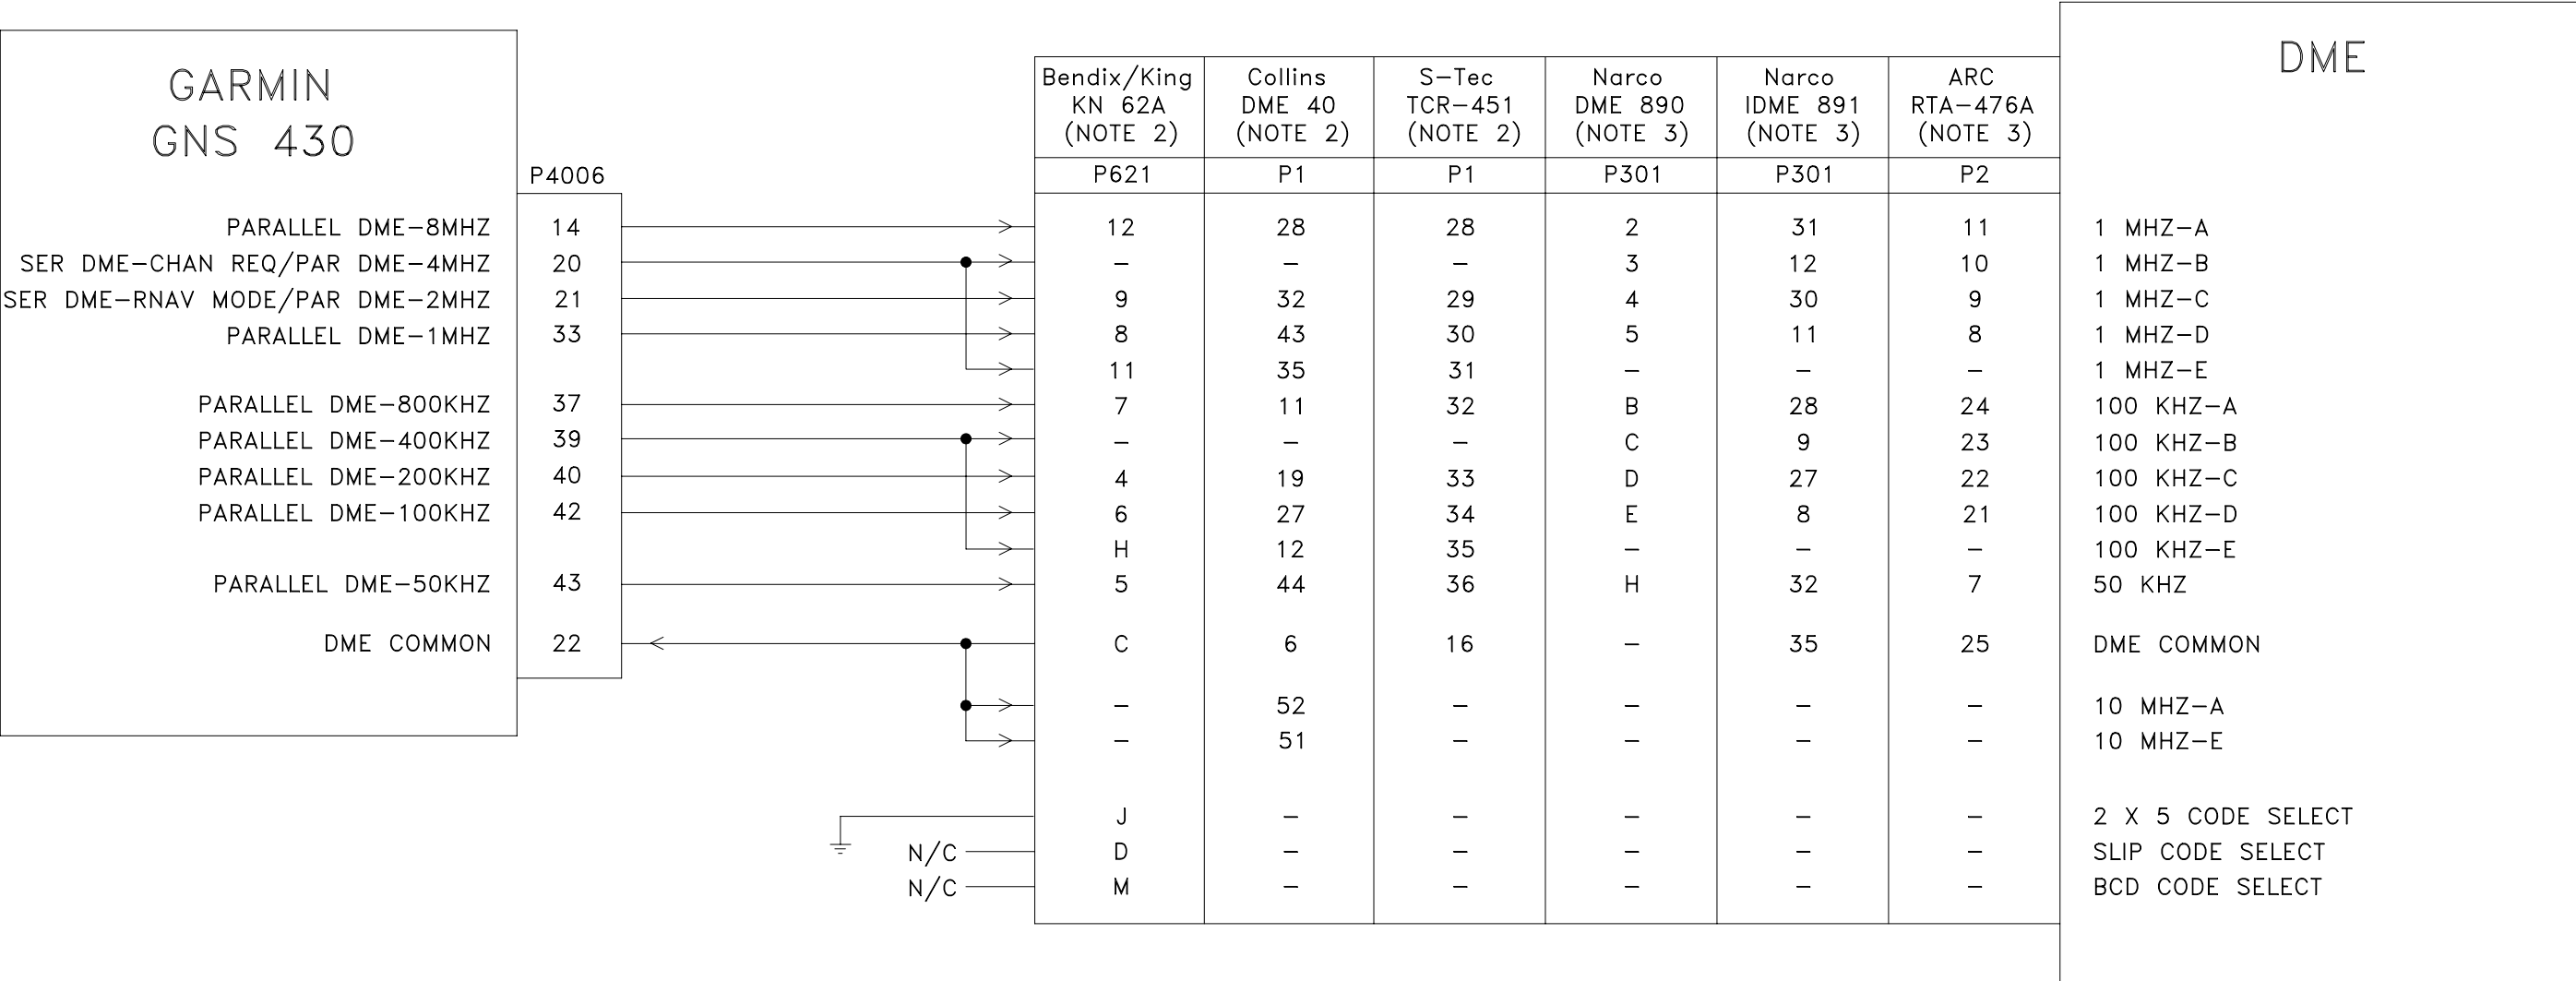 GARMIN
GNS 430
P4006
PARALLEL DME-8MHZ 14
SER DME-CHAN REQ/PAR DME-4MHZ 20
SER DME-RNAV MODE/PAR DME-2MHZ 21
PARALLEL DME-1MHZ 33
PARALLEL DME-800KHZ 37
PARALLEL DME-400KHZ 39
PARALLEL DME-200KHZ 40
PARALLEL DME-100KHZ 42
PARALLEL DME-50KHZ 43
DME COMMON 22
N/C
N/C
Bendix/King Collins S-Tec Narco Narco ARC
KN 62A DME 40 TCR-451 DME 890 IDME 891 RTA-476A
(NOTE 2) (NOTE 2) (NOTE 2) (NOTE 3) (NOTE 3) (NOTE 3)
P621 P1 P1 P301 P301 P2
DME
12 28 28 2 31 11 1 MHZ-A
- - - 3 12 10 1 MHZ-B
9 32 29 4 30 9 1 MHZ-C
8 43 30 5 11 8 1 MHZ-D
11 35 31 - - - 1 MHZ-E
7 11 32 B 28 24 100 KHZ-A
- - - C 9 23 100 KHZ-B
4 19 33 D 27 22 100 KHZ-C
6 27 34 E 8 21 100 KHZ-D
H 12 35 - - - 100 KHZ-E
5 44 36 H 32 7 50 KHZ
C 6 16 - 35 25 DME COMMON
- 52 - - - - 10 MHZ-A
- 51 - - - - 10 MHZ-E
J - - - - - 2 X 5 CODE SELECT
D - - - - - SLIP CODE SELECT
M - - - - - BCD CODE SELECT